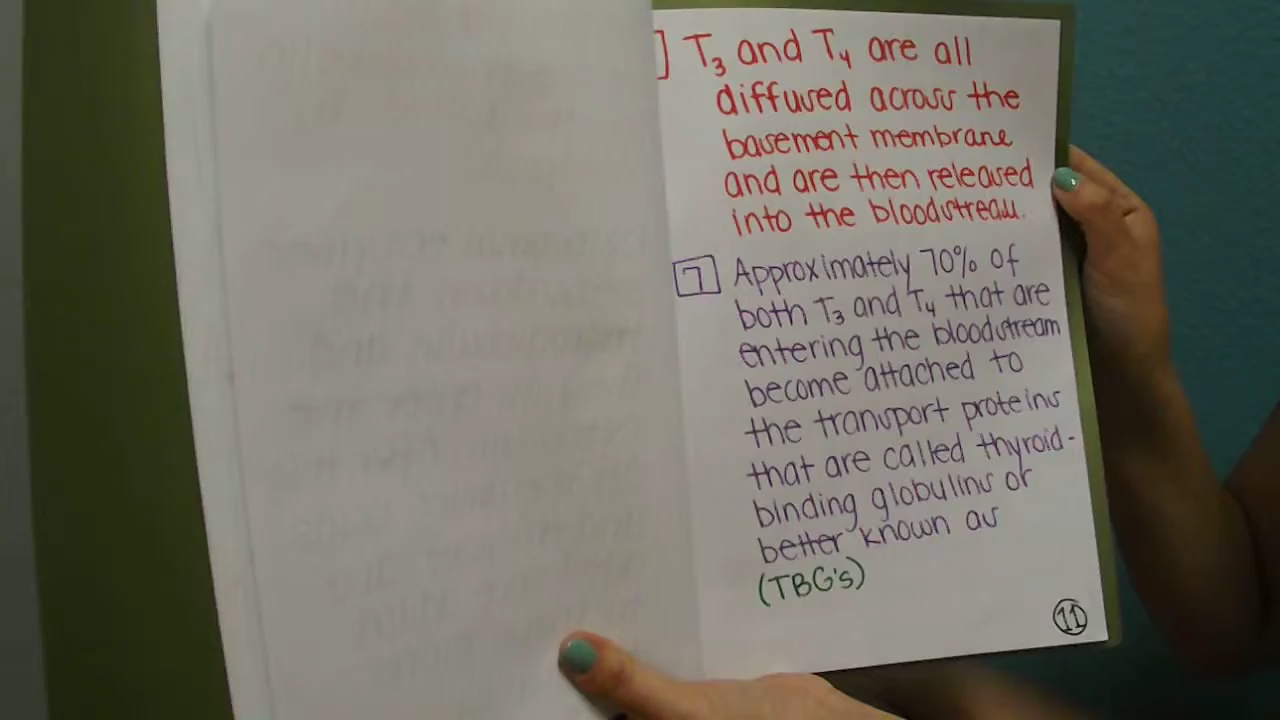 ] T₃ and T₄ are all
diffused across the
basement membrane
and are then released
into the bloodstream.
7 Approximately 70% of
both T₃ and T₄ that are
entering the bloodstream
become attached to
the transport proteins
that are called thyroid-
binding globulins or
better known as
(TBG's)
11